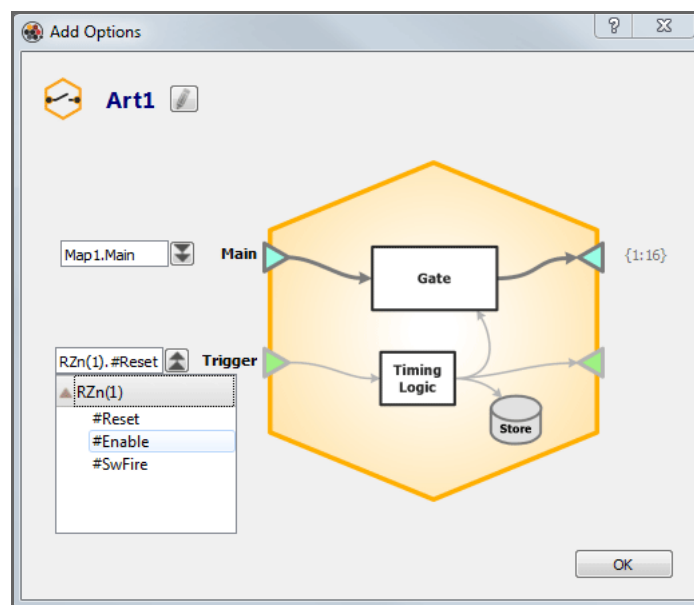 Add Options
Art1
Map1.Main
Main
Gate
{1:16}
RZn(1).#Reset
Trigger
Timing
Logic
RZn(1)
#Reset
#Enable
#SwFire
Store
OK